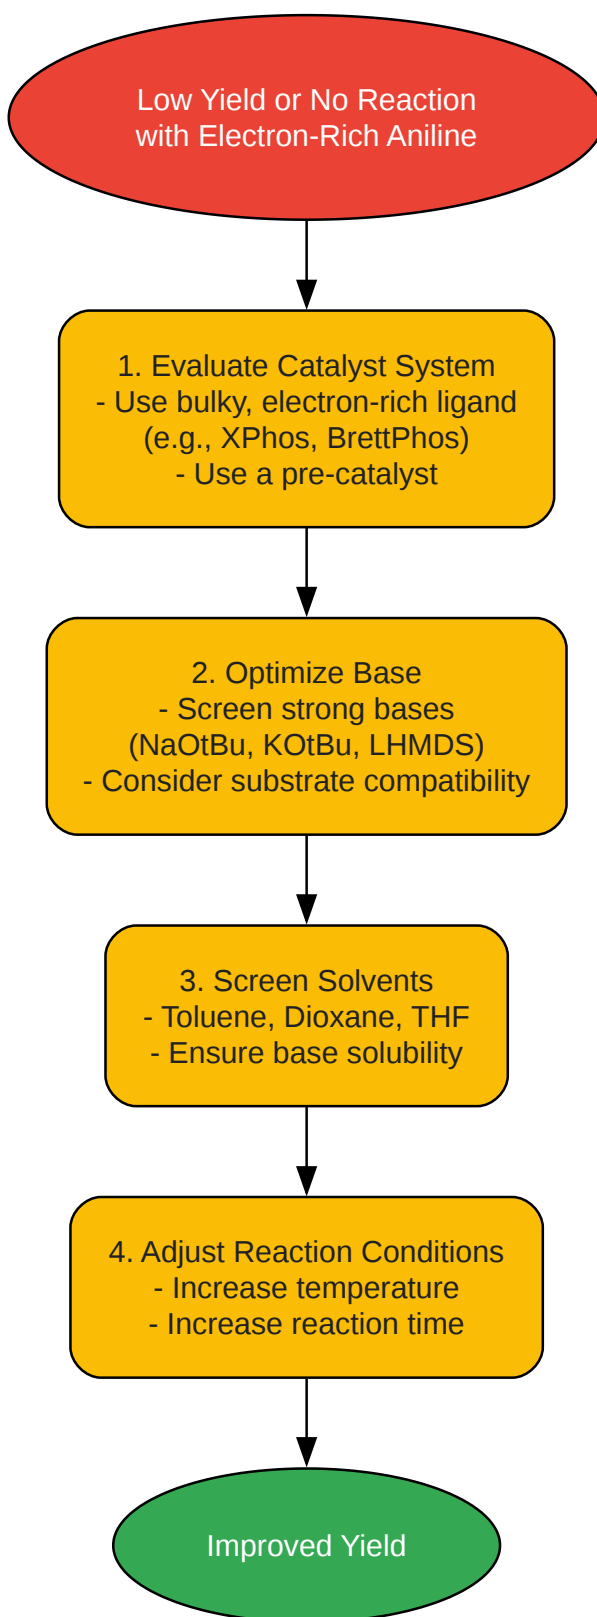 Low Yield or No Reaction
with Electron-Rich Aniline
1. Evaluate Catalyst System
- Use bulky, electron-rich ligand
(e.g., XPhos, BrettPhos)
- Use a pre-catalyst
2. Optimize Base
- Screen strong bases
(NaOtBu, KOtBu, LHMDS)
- Consider substrate compatibility
3. Screen Solvents
- Toluene, Dioxane, THF
- Ensure base solubility
4. Adjust Reaction Conditions
- Increase temperature
- Increase reaction time
Improved Yield